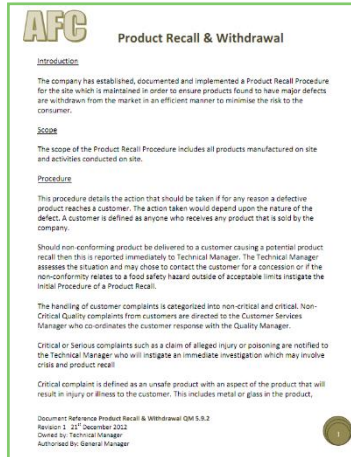 AFC
Product Recall & Withdrawal
Introduction
The company has established, documented and implemented a Product Recall Procedure
for the site which is maintained in order to ensure products found to have major defects
are withdrawn from the market in an efficient manner to minimise the risk to the
consumer.
Scope
The scope of the Product Recall Procedure includes all products manufactured on site
and activities conducted on site.
Procedure
This procedure details the action that should be taken if for any reason a defective
product reaches a customer. The action taken would depend upon the nature of the
defect. A customer is defined as anyone who receives any product that is sold by the
company.
Should non-conforming product be delivered to a customer causing a potential product
recall then this is reported immediately to Technical Manager. The Technical Manager
assesses the situation and may chose to contact the customer for a concession or if the
non-conformity relates to a food safety hazard outside of acceptable limits instigate the
Initial Procedure of a Product Recall.
The handling of customer complaints is categorized into non-critical and critical. Non-
Critical Quality complaints from customers are directed to the Customer Services
Manager who co-ordinates the customer response with the Quality Manager.
Critical or Serious complaints such as a claim of alleged injury or poisoning are notified to
the Technical Manager who will instigate an immediate investigation which may involve
crisis and product recall
Critical complaint is defined as an unsafe product with an aspect of the product that will
result in injury or illness to the customer. This includes metal or glass in the product,
Document Reference Product Recall & Withdrawal QM 5.9.2
Revision 1 21st December 2012
Owned by: Technical Manager
Authorised By: General Manager
1